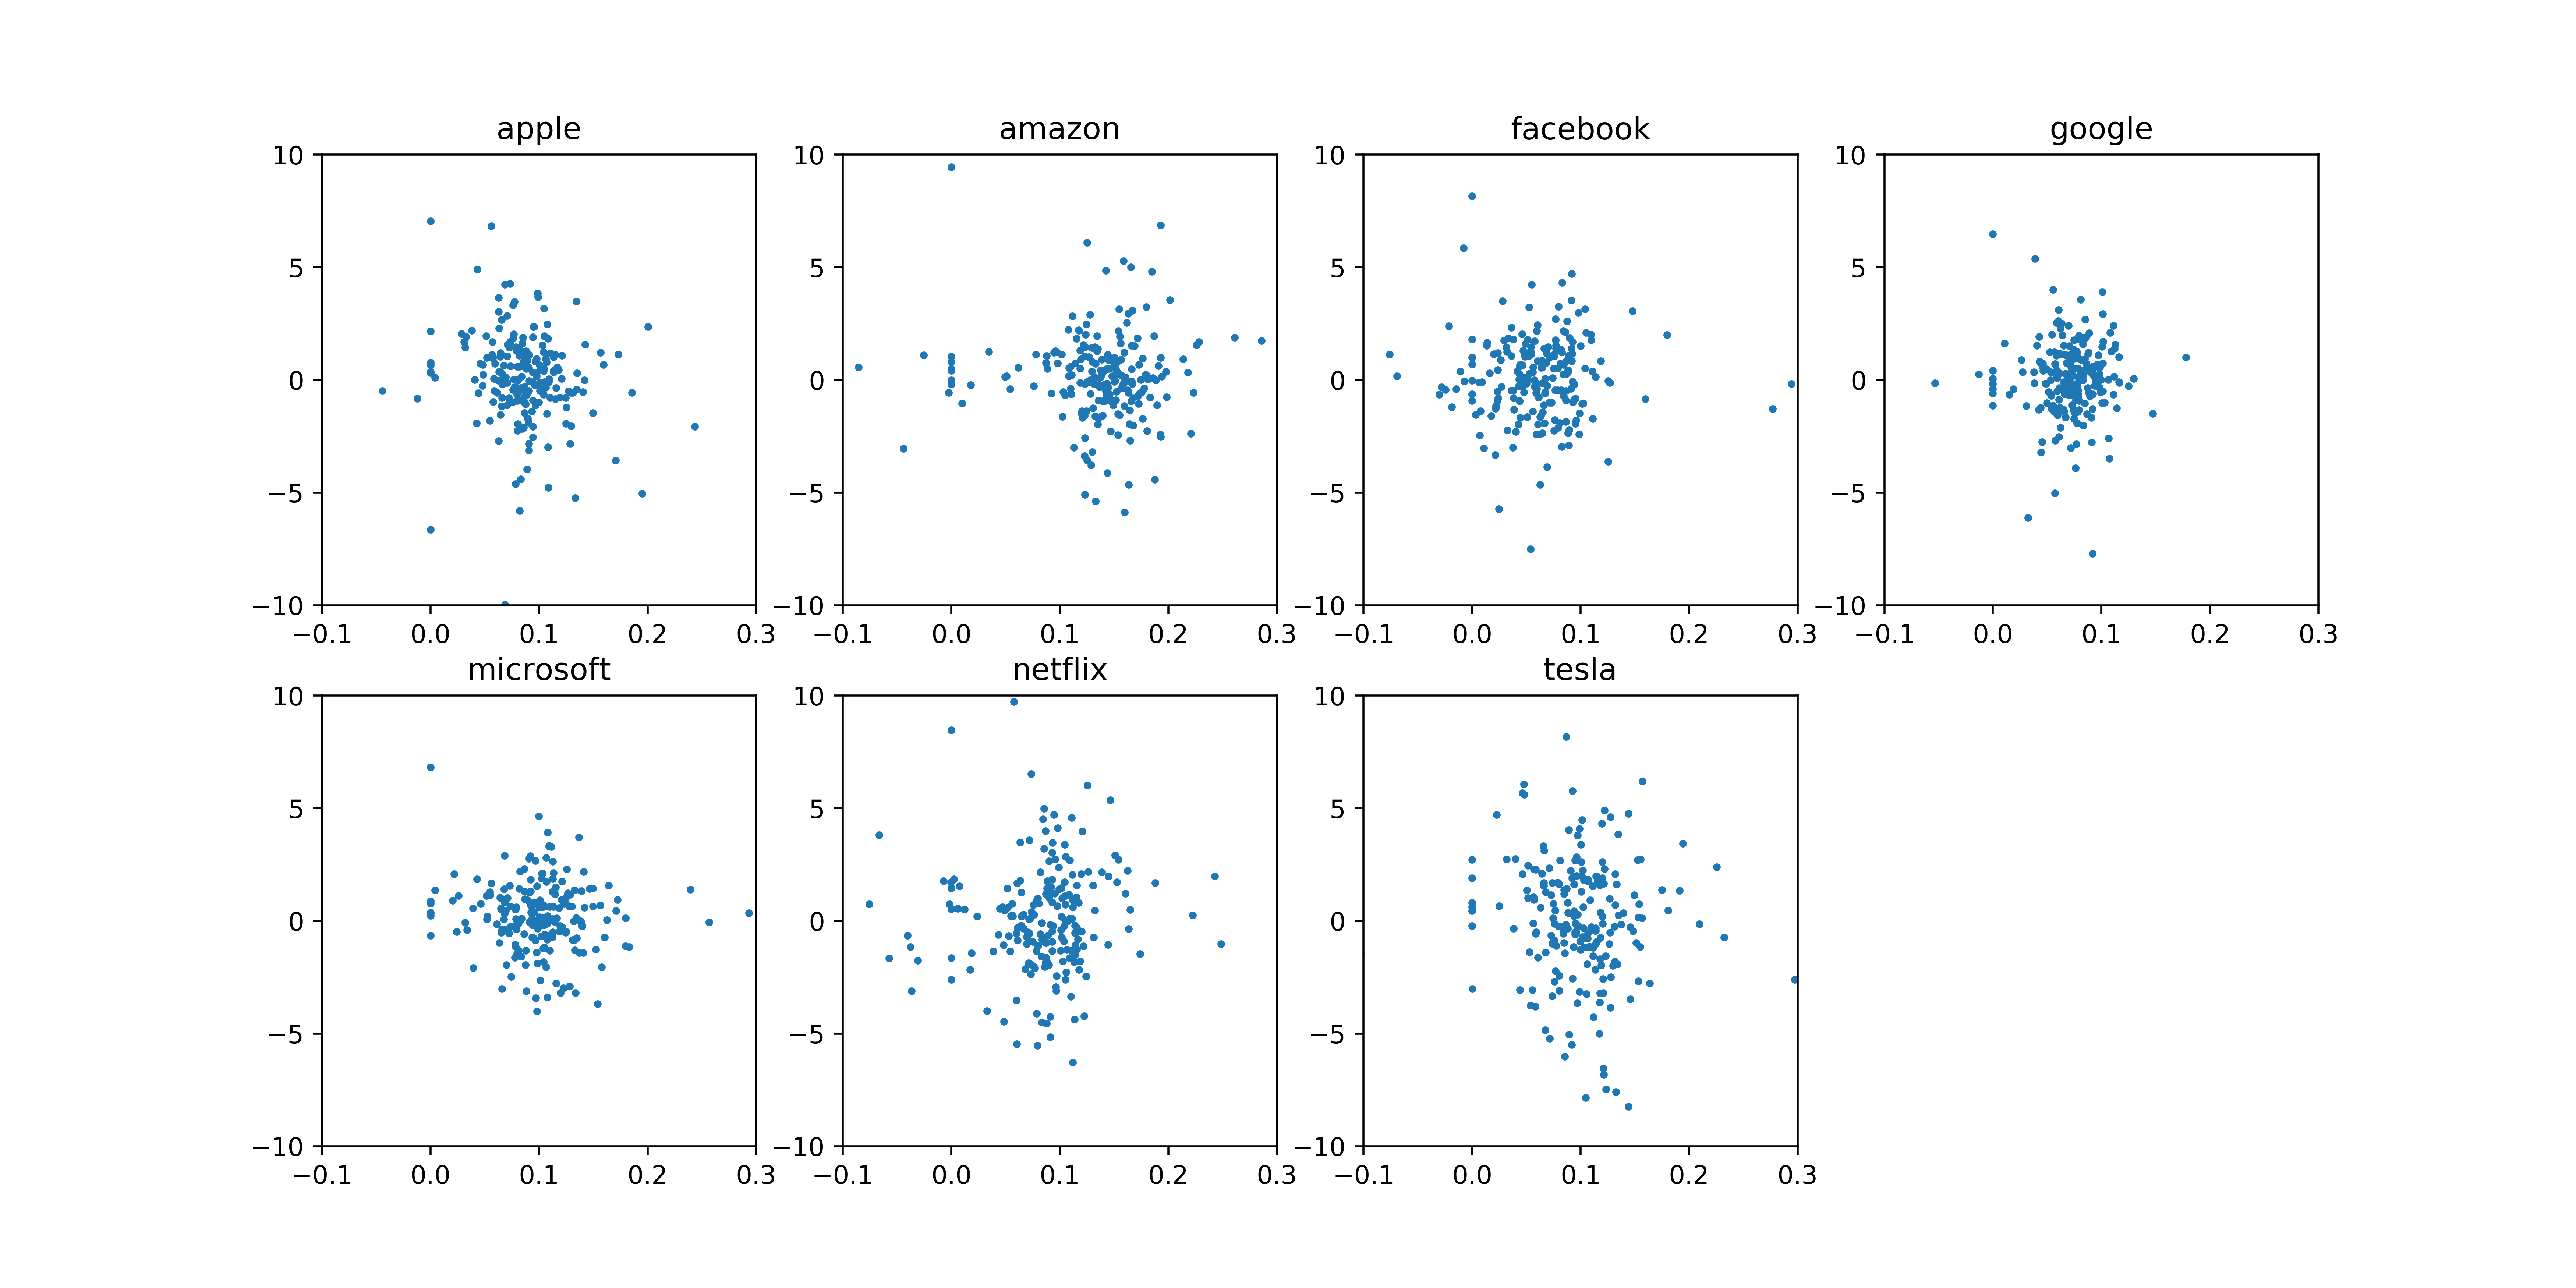 apple amazon facebook google
10 10 10 10
5 5 5 5
0 0 0 0
−5 −5 −5 −5
−10 −10 −10 −10
−0.1 0.0 0.1 0.2 0.3 −0.1 0.0 0.1 0.2 0.3 −0.1 0.0 0.1 0.2 0.3 −0.1 0.0 0.1 0.2 0.3
microsoft netflix tesla
10 10 10
5 5 5
0 0 0
−5 −5 −5
−10 −10 −10
−0.1 0.0 0.1 0.2 0.3 −0.1 0.0 0.1 0.2 0.3 −0.1 0.0 0.1 0.2 0.3